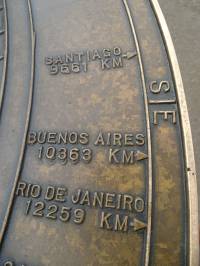 SANTIAGO
9661 KM
S|E
BUENOS AIRES
10363 KM
RIO DE JANEIRO
12259 KM